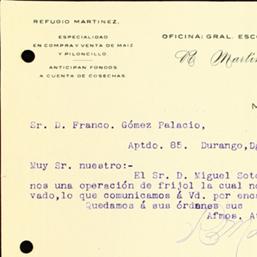 REFUGIO MARTINEZ.
ESPECIALIDAD
EN COMPRA Y VENTA DE MAIZ
Y PILONCILLO.
ANTICIPAN FONDOS
A CUENTA DE COSECHAS
OFICINA: GRAL. ESC
R. Martin
M
Sr. D. Franco. Gómez Palacio,
Aptdo. 85. Durango, Dg
Muy Sr. nuestro:-
El Sr. D. Miguel Sot
nos una operación de frijol la cual n
vado, lo que comunicamos á Vd. por enc
Quedamos á sus órdenes sus
Afmos. A